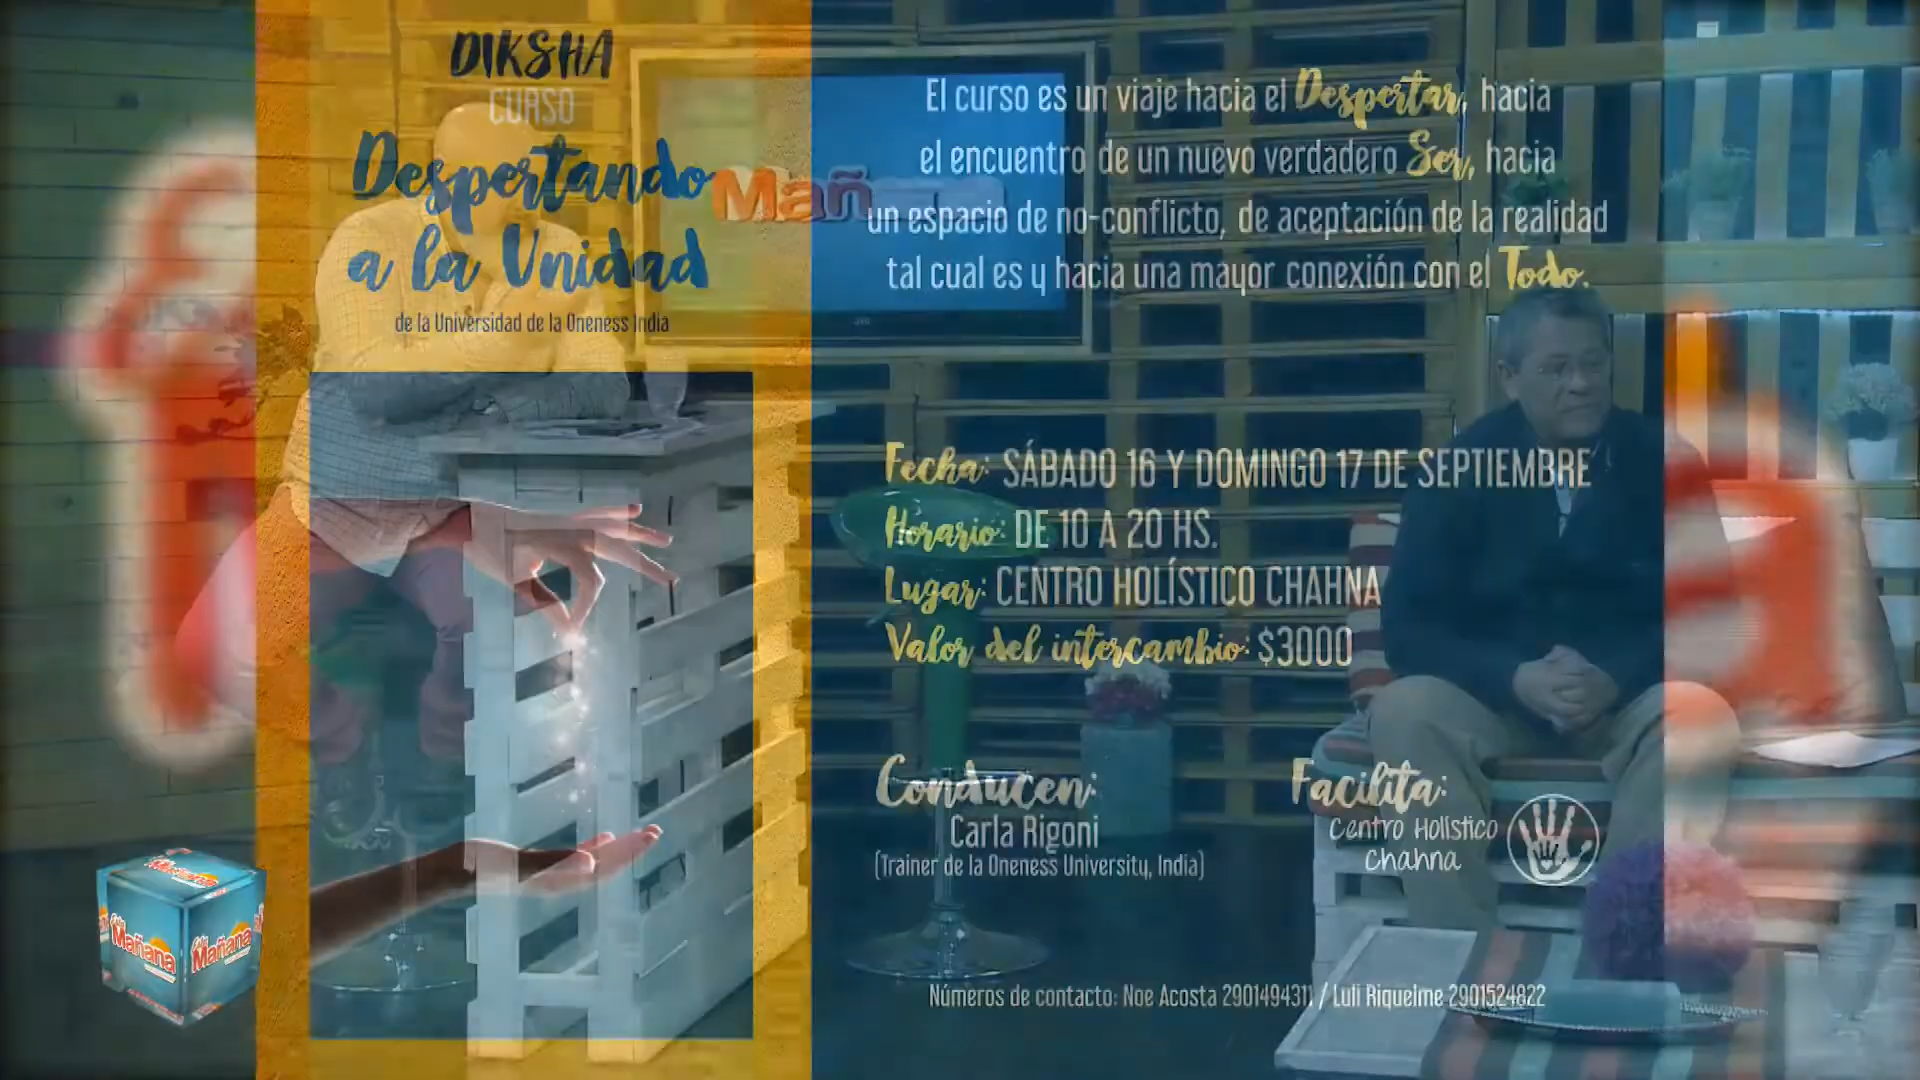 DIKSHA
CURSO
Despertando
a la Unidad
de la Universidad de la Oneness India
Mañ
El curso es un viaje hacia el Despertar, hacia
el encuentro de un nuevo verdadero Ser, hacia
un espacio de no-conflicto, de aceptación de la realidad
tal cual es y hacia una mayor conexión con el Todo.
Fecha: SÁBADO 16 Y DOMINGO 17 DE SEPTIEMBRE
Horario: DE 10 A 20 HS.
Lugar: CENTRO HOLÍSTICO CHAHNA
Valor del intercambio: $3000
Conducen:
Carla Rigoni
(Trainer de la Oneness University, India)
Facilita:
Centro Holístico
Chahna
Números de contacto: Noe Acosta 2901494311 / Luli Riquelme 2901524822
Mañana
Mañana